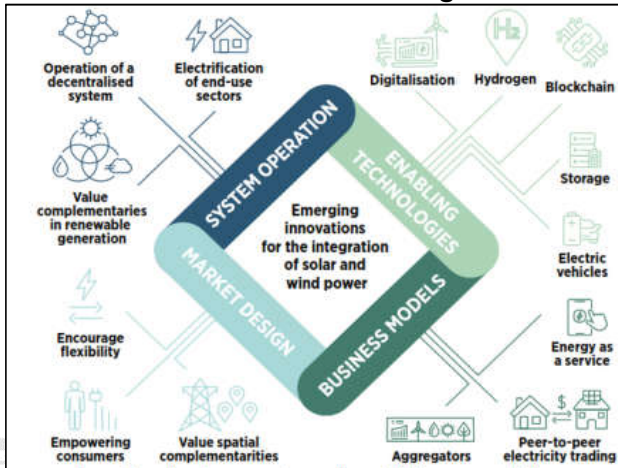 Operation of a
decentralised
system
Electrification
of end-use
sectors
Digitalisation
H₂
Hydrogen
Blockchain
Storage
Electric
vehicles
Value
complementaries
in renewable
generation
SYSTEM OPERATION
ENABLING
TECHNOLOGIES
Emerging
innovations
for the integration
of solar and
wind power
MARKET DESIGN
BUSINESS MODELS
Encourage
flexibility
Empowering
consumers
Value spatial
complementarities
Energy as
a service
Aggregators
$
Peer-to-peer
electricity trading